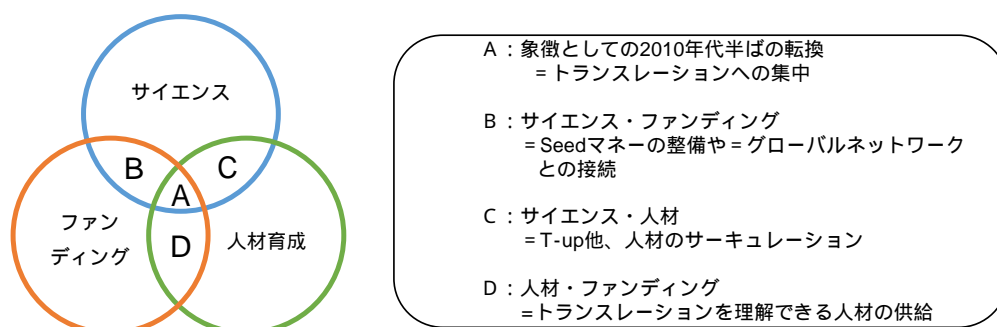 サイエンス
B
C
A
ファン
ディング
D
人材育成
A：象徴としての2010年代半ばの転換
＝トランスレーションへの集中
B：サイエンス・ファンディング
＝Seedマネーの整備や＝グローバルネットワーク
との接続
C：サイエンス・人材
＝T-up他、人材のサーキュレーション
D：人材・ファンディング
＝トランスレーションを理解できる人材の供給